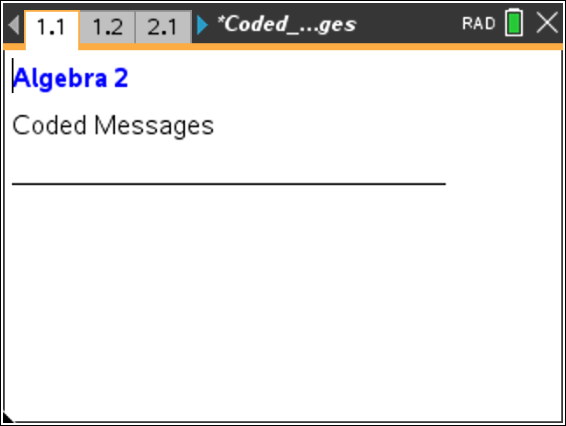 1.1 1.2 2.1 *Coded_...ges RAD
Algebra 2
Coded Messages